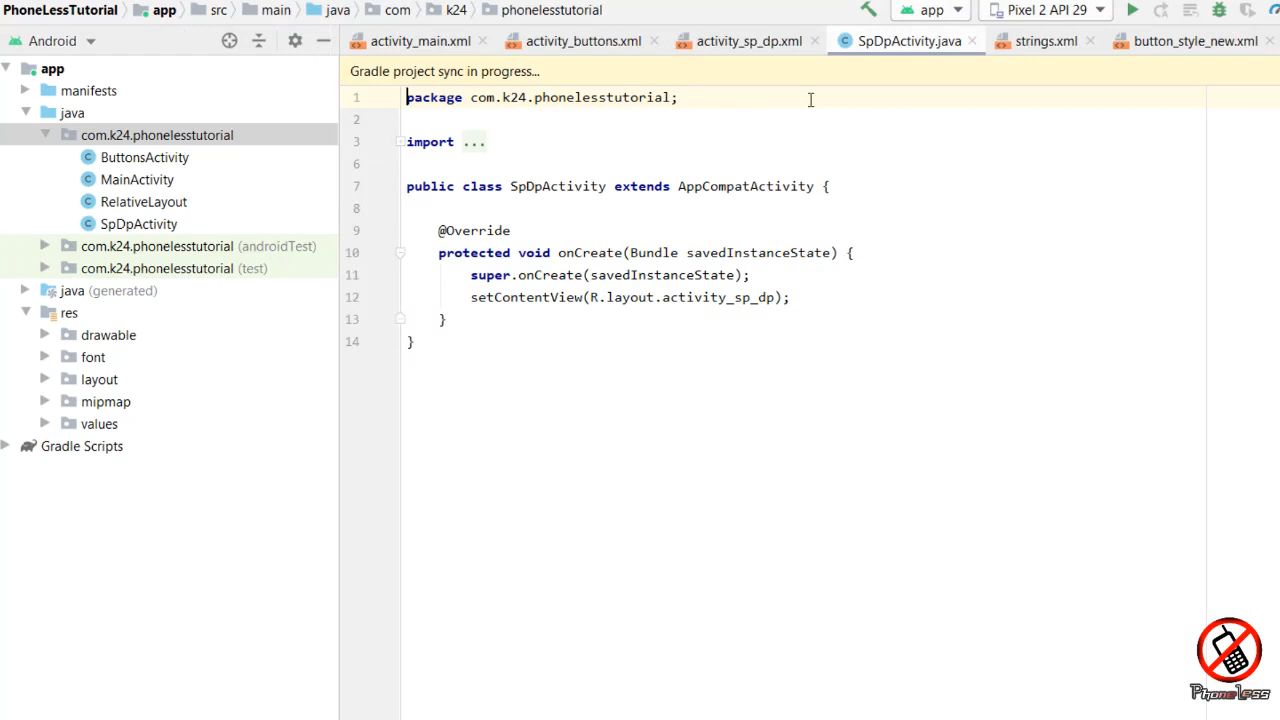 PhoneLessTutorial app src main java com k24 phonelesstutorial app Pixel 2 API 29
Android activity_main.xml activity_buttons.xml activity_sp_dp.xml SpDpActivity.java strings.xml button_style_new.xml
Gradle project sync in progress...
app
manifests
java
com.k24.phonelesstutorial
ButtonsActivity
MainActivity
RelativeLayout
SpDpActivity
com.k24.phonelesstutorial (androidTest)
com.k24.phonelesstutorial (test)
java (generated)
res
drawable
font
layout
mipmap
values
Gradle Scripts
1 package com.k24.phonelesstutorial;
2
3 import ...
6
7 public class SpDpActivity extends AppCompatActivity {
8
9 @Override
10 protected void onCreate(Bundle savedInstanceState) {
11 super.onCreate(savedInstanceState);
12 setContentView(R.layout.activity_sp_dp);
13 }
14 }
PhoneLess